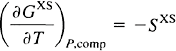 (∂G^XS/∂T)_P,comp = −S^XS